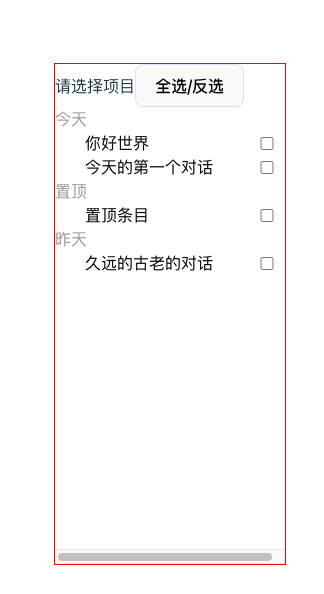 请选择项目 全选/反选
今天
你好世界
今天的第一个对话
置顶
置顶条目
昨天
久远的古老的对话